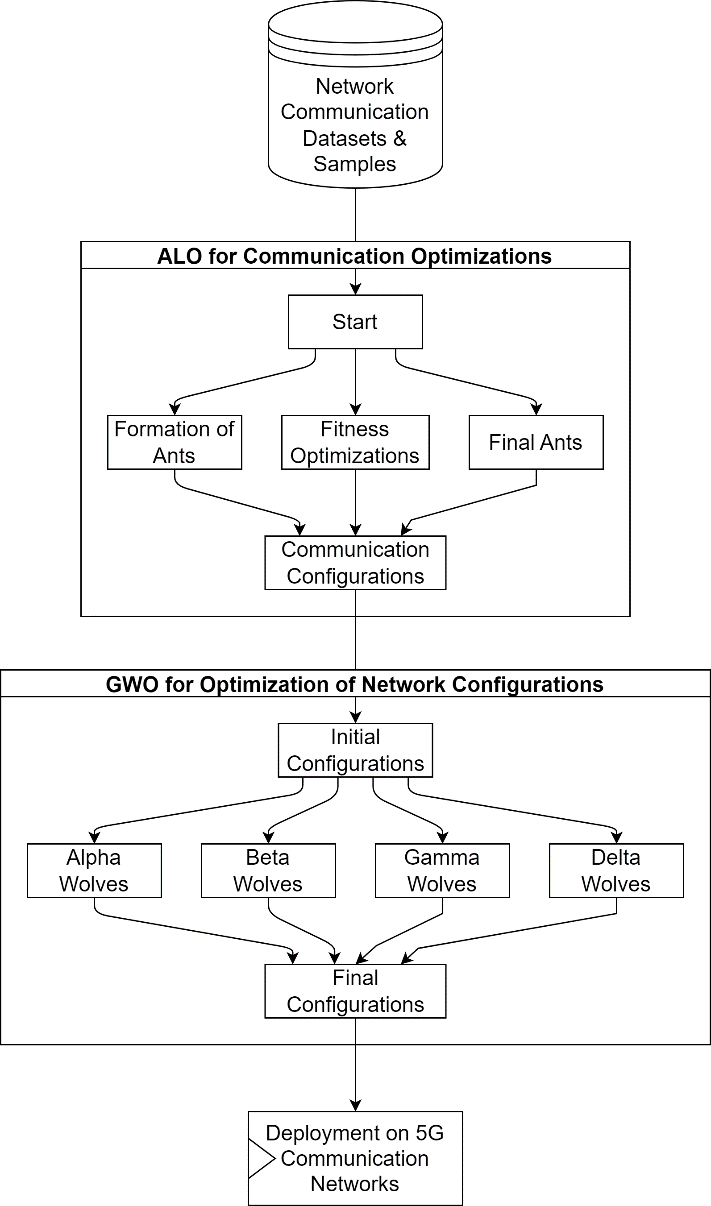 Network
Communication
Datasets &
Samples
ALO for Communication Optimizations
Start
Formation of
Ants
Fitness
Optimizations
Final Ants
Communication
Configurations
GWO for Optimization of Network Configurations
Initial
Configurations
Alpha
Wolves
Beta
Wolves
Gamma
Wolves
Delta
Wolves
Final
Configurations
Deployment on 5G
Communication
Networks